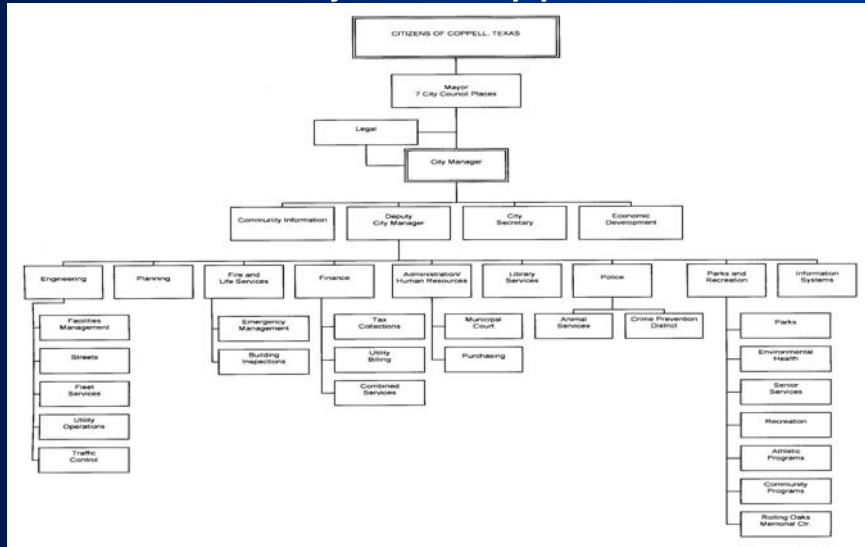 CITIZENS OF COPPELL, TEXAS
Mayor
7 City Council Places
Legal
City Manager
Community Information
Deputy
City Manager
City
Secretary
Economic
Development
Engineering
Planning
Fire and
Life Services
Finance
Administration/
Human Resources
Library
Services
Police
Parks and
Recreation
Information
Systems
Facilities
Management
Streets
Fleet
Services
Utility
Operations
Traffic
Control
Emergency
Management
Building
Inspections
Tax
Collections
Utility
Billing
Combined
Services
Municipal
Court
Purchasing
Animal
Services
Crime Prevention
District
Parks
Environmental
Health
Senior
Services
Recreation
Athletic
Programs
Community
Programs
Rolling Oaks
Memorial Ctr.